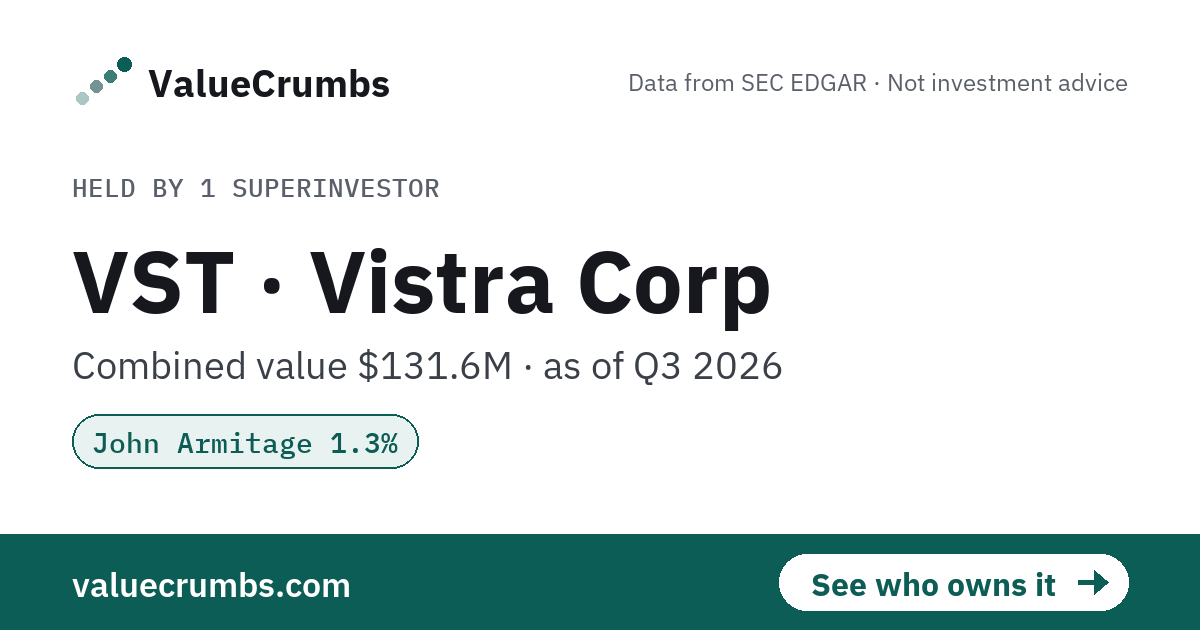 ValueCrumbs
Data from SEC EDGAR · Not investment advice
HELD BY 1 SUPERINVESTOR
VST · Vistra Corp
Combined value $131.6M · as of Q3 2026
John Armitage 1.3%
valuecrumbs.com
See who owns it